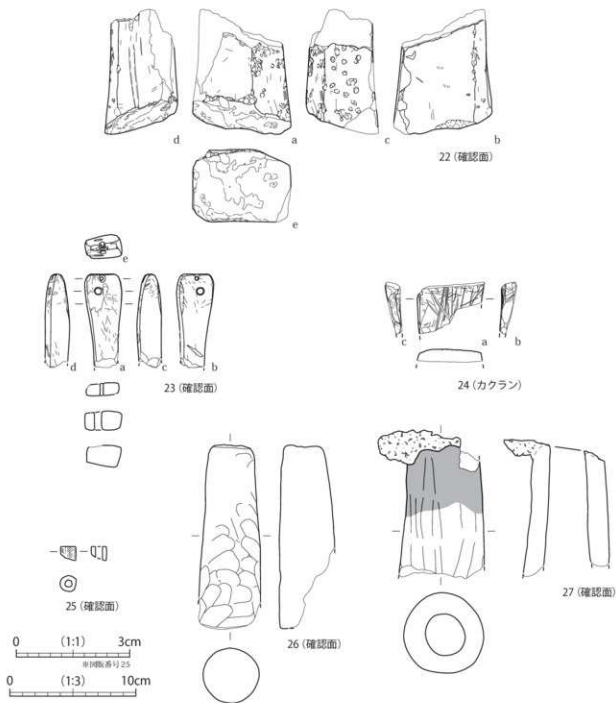 d a c b
22 (確認面)
e
e
d a c b
23 (確認面)
c a b
24 (カクラン)
25 (確認面)
26 (確認面)
27 (確認面)
0 (1:1) 3cm
※図版番号25
0 (1:3) 10cm